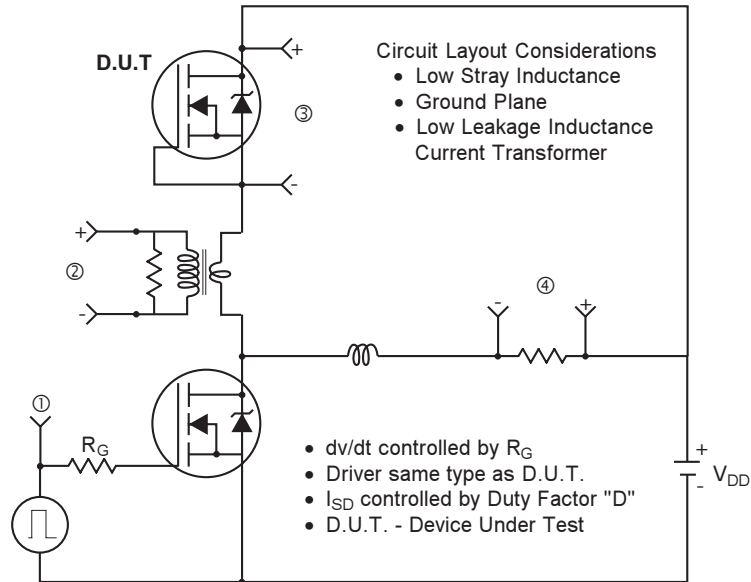 D.U.T
+
③
-
Circuit Layout Considerations
• Low Stray Inductance
• Ground Plane
• Low Leakage Inductance
Current Transformer
+
②
-
④
- +
①
RG
• dv/dt controlled by RG
• Driver same type as D.U.T.
• ISD controlled by Duty Factor "D"
• D.U.T. - Device Under Test
+
VDD
-